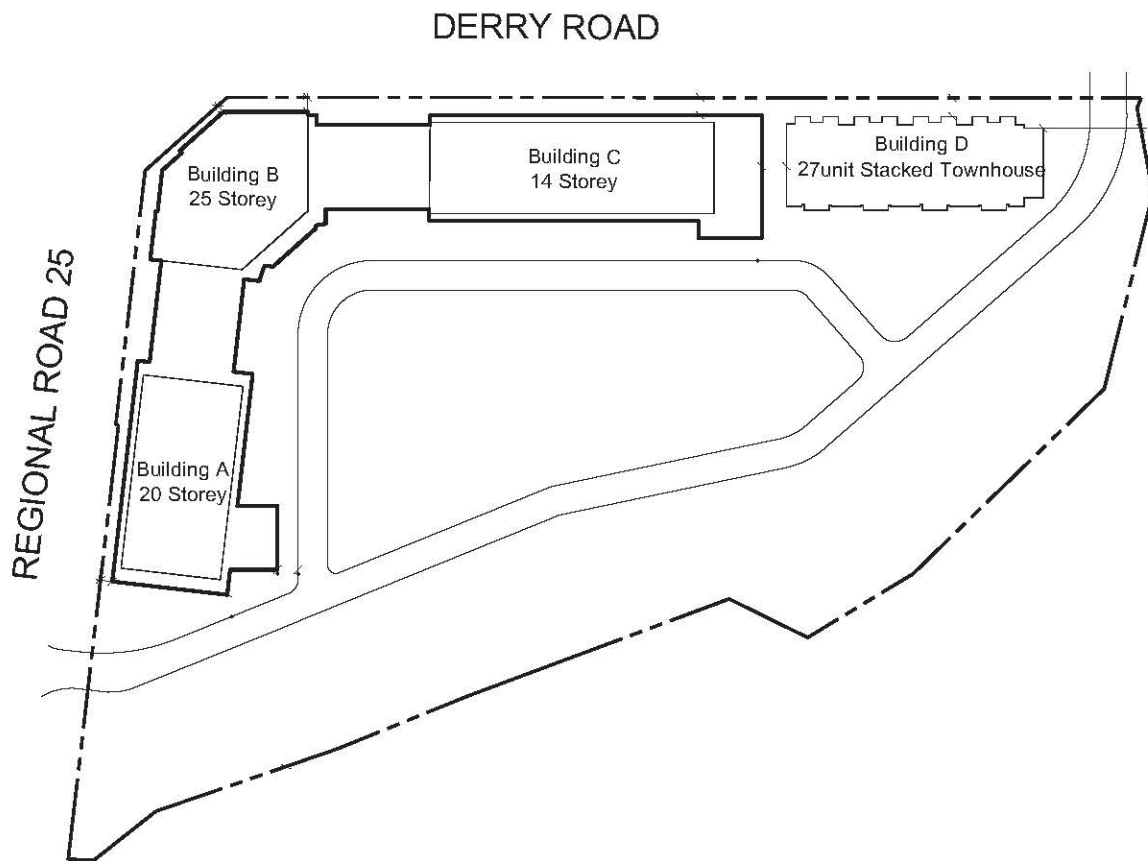 DERRY ROAD
Building B
25 Storey
Building C
14 Storey
Building D
27unit Stacked Townhouse
REGIONAL ROAD 25
Building A
20 Storey